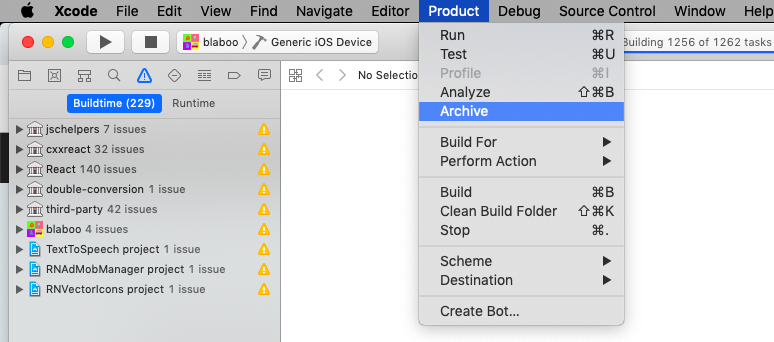 Xcode File Edit View Find Navigate Editor Product Debug Source Control Window Help
blaboo Generic iOS Device
Building 1256 of 1262 tasks
No Selectio
Buildtime (229) Runtime
jschelpers 7 issues
cxxreact 32 issues
React 140 issues
double-conversion 1 issue
third-party 42 issues
blaboo 4 issues
TextToSpeech project 1 issue
RNAdMobManager project 1 issue
RNVectorIcons project 1 issue
Run ⌘R
Test ⌘U
Profile ⌘I
Analyze ⇧⌘B
Archive
Build For
Perform Action
Build ⌘B
Clean Build Folder ⇧⌘K
Stop ⌘.
Scheme
Destination
Create Bot...